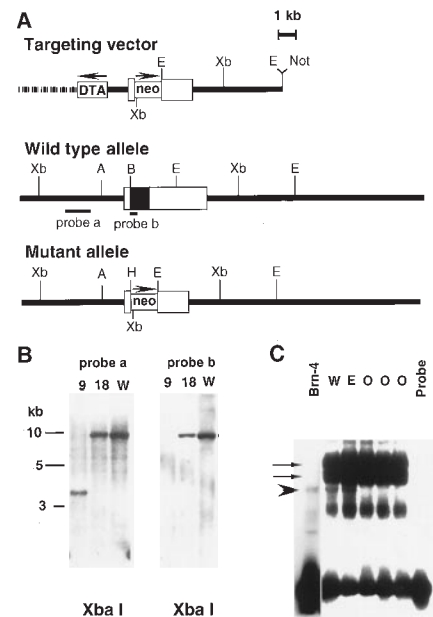 A
1 kb
Targeting vector
E Xb E Not
DTA neo
Xb
Wild type allele
Xb A B E Xb E
probe a probe b
Mutant allele
Xb A H E Xb E
neo
Xb
B
probe a probe b
9 18 W 9 18 W
kb
10
5
3
Xba I Xba I
C
Brn-4 W E O O O Probe